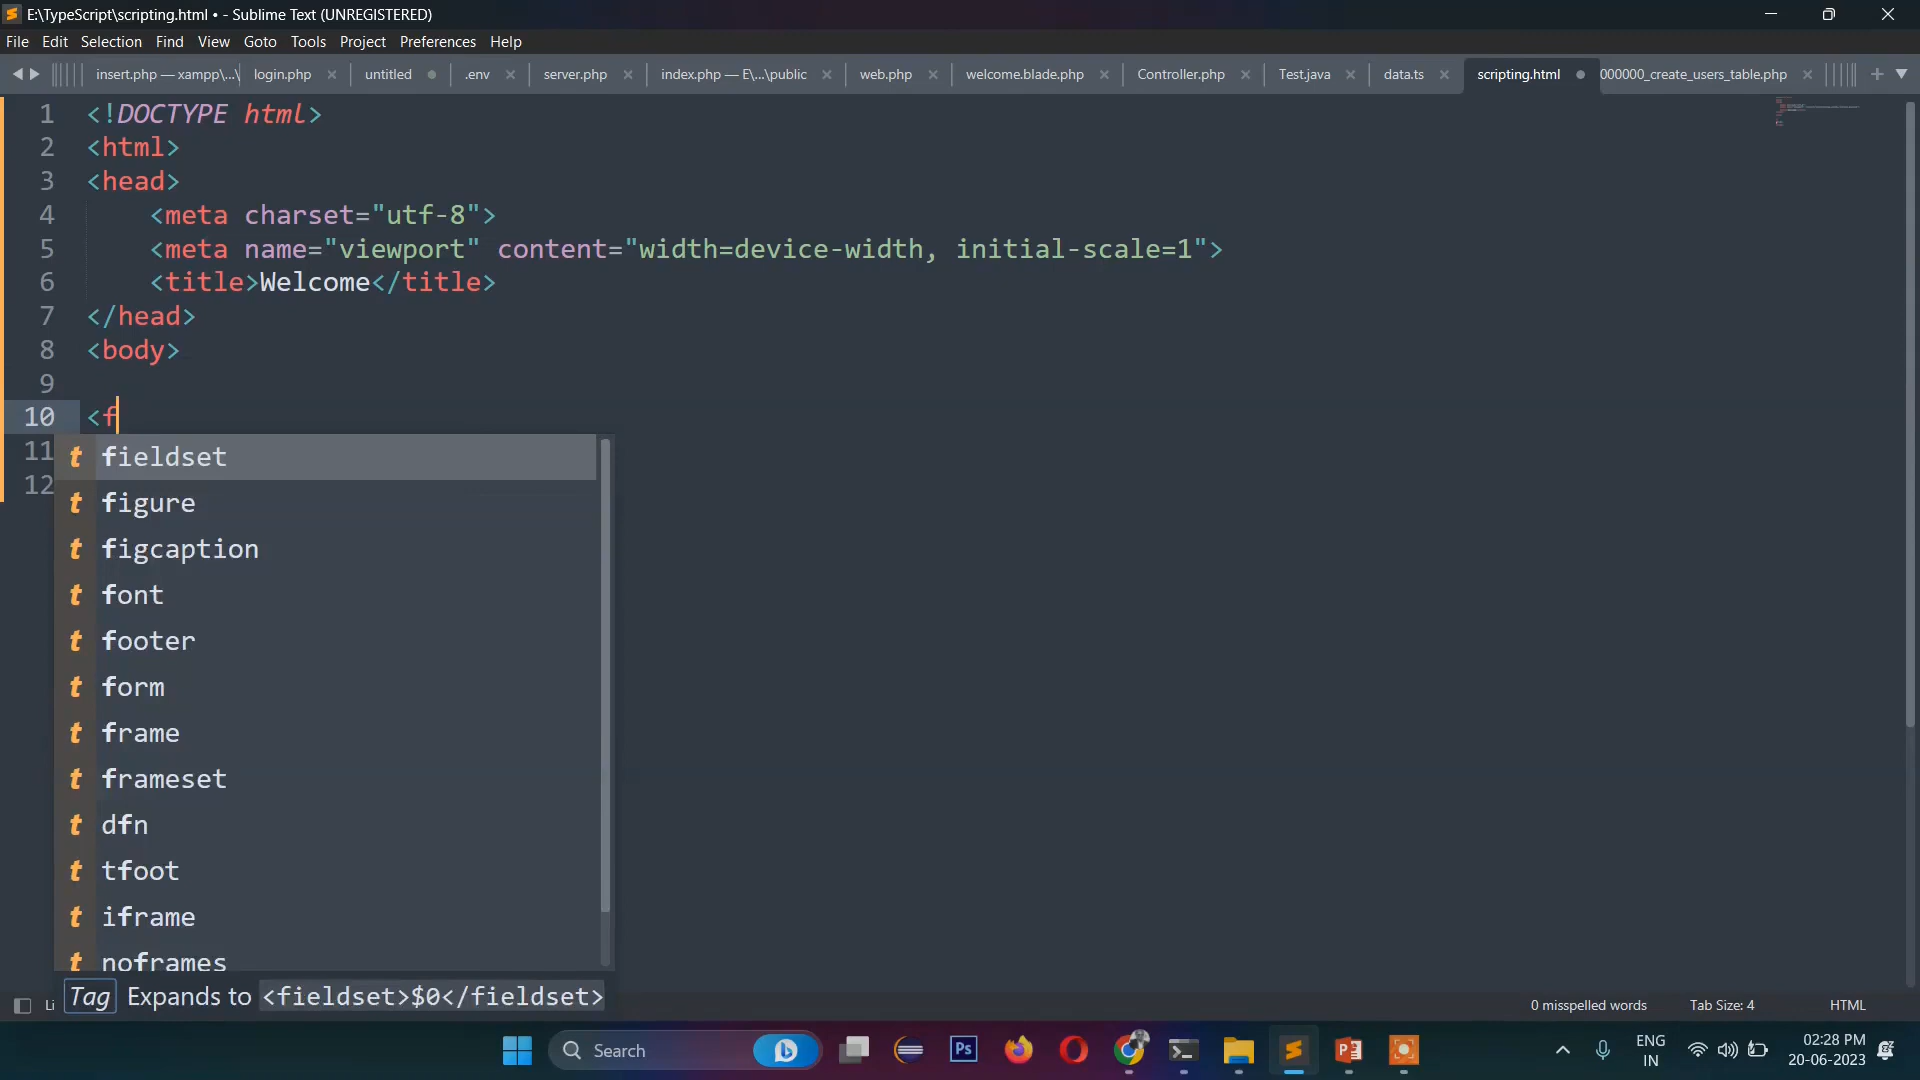 E:\TypeScript\scripting.html • - Sublime Text (UNREGISTERED)
File Edit Selection Find View Goto Tools Project Preferences Help
insert.php — xampp\...\ login.php untitled .env server.php index.php — E\...\public web.php welcome.blade.php Controller.php Test.java data.ts scripting.html 000000_create_users_table.php
1 <!DOCTYPE html>
2 <html>
3 <head>
4 <meta charset="utf-8">
5 <meta name="viewport" content="width=device-width, initial-scale=1">
6 <title>Welcome</title>
7 </head>
8 <body>
9
10 <f
11 t fieldset
12 t figure
t figcaption
t font
t footer
t form
t frame
t frameset
t dfn
t tfoot
t iframe
t noframes
Tag Expands to <fieldset>$0</fieldset>
Li 0 misspelled words Tab Size: 4 HTML
Search Ps ENG IN 02:28 PM 20-06-2023